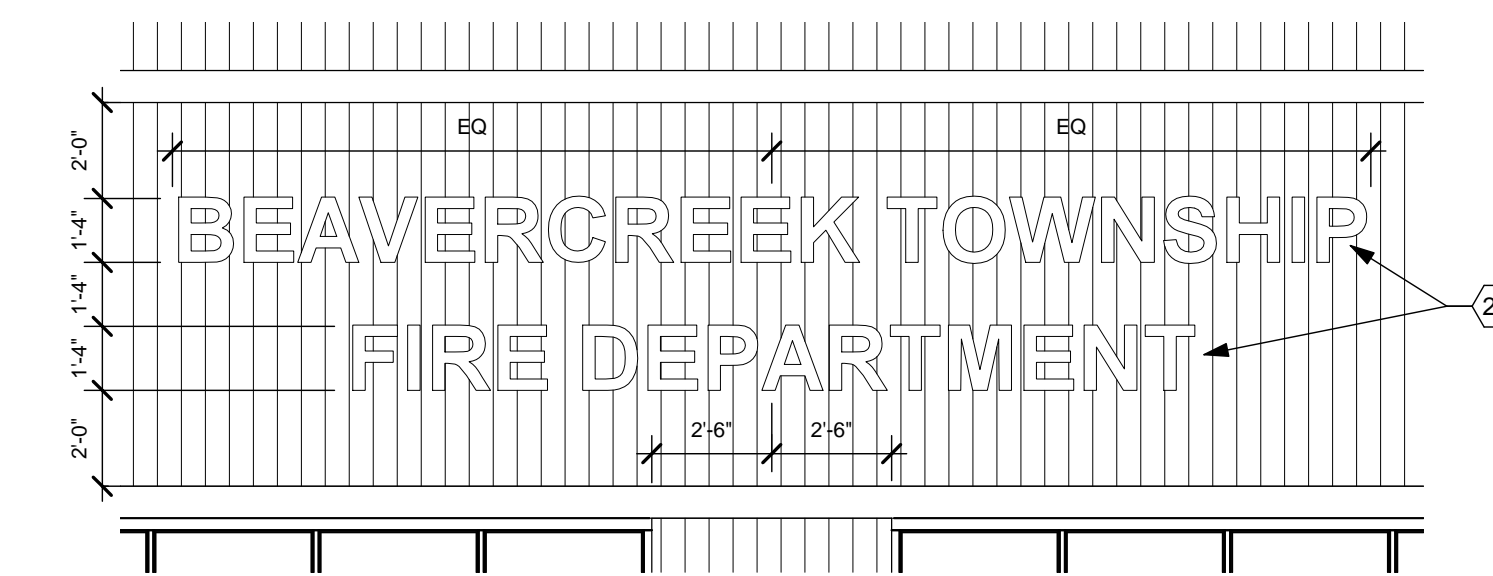 EQ EQ
2'-0"
BEAVERCREEK TOWNSHIP
1'-4"
1'-4"
2
FIRE DEPARTMENT
1'-4"
2'-6" 2'-6"
2'-0"